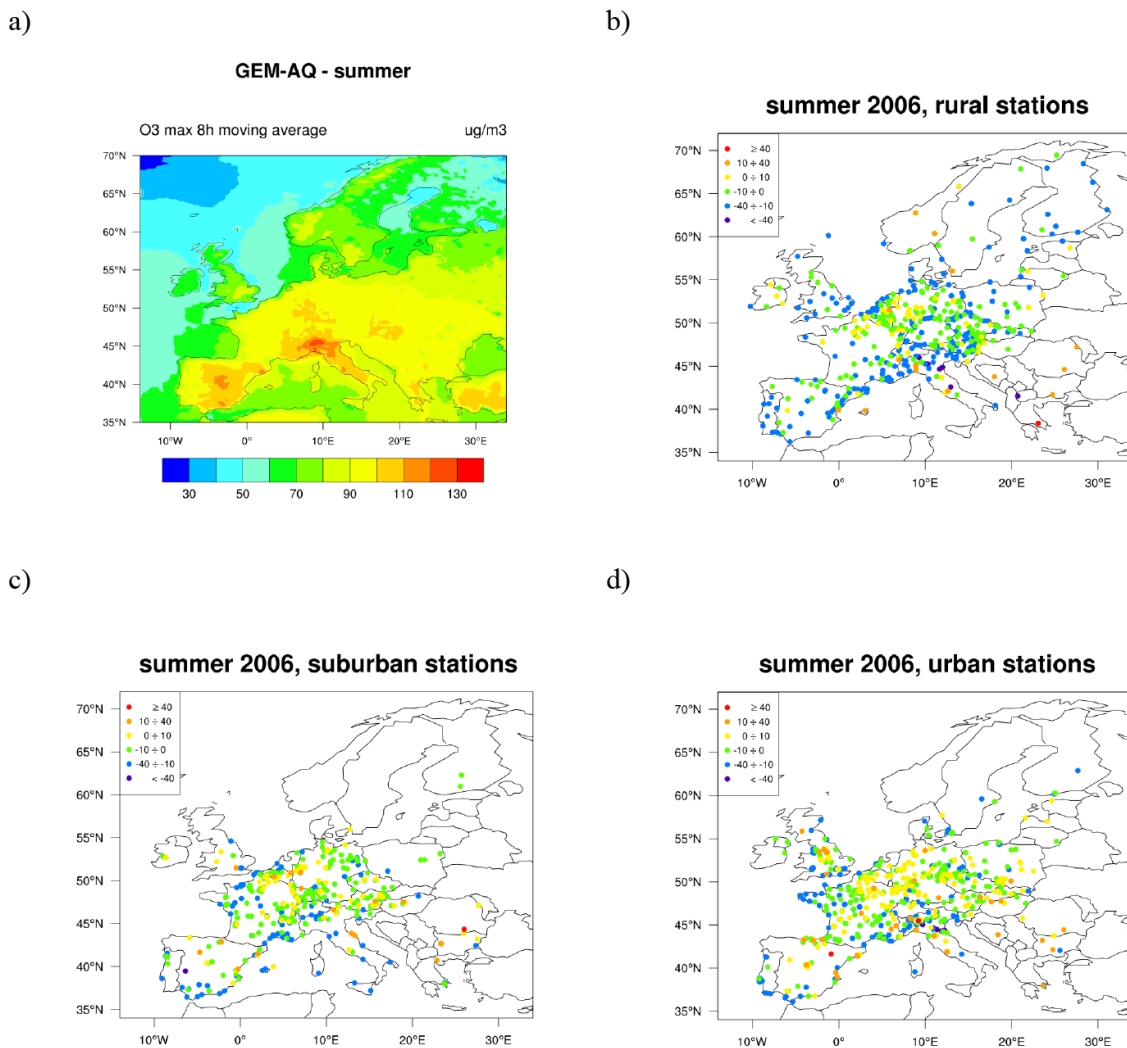 a)
GEM-AQ - summer
O3 max 8h moving average ug/m3
70°N
65°N
60°N
55°N
50°N
45°N
40°N
35°N
10°W 0° 10°E 20°E 30°E
30 50 70 90 110 130
b)
summer 2006, rural stations
≥ 40
10 ÷ 40
0 ÷ 10
-10 ÷ 0
-40 ÷ -10
< -40
70°N
65°N
60°N
55°N
50°N
45°N
40°N
35°N
10°W 0° 10°E 20°E 30°E
c)
summer 2006, suburban stations
≥ 40
10 ÷ 40
0 ÷ 10
-10 ÷ 0
-40 ÷ -10
< -40
70°N
65°N
60°N
55°N
50°N
45°N
40°N
35°N
10°W 0° 10°E 20°E 30°E
d)
summer 2006, urban stations
≥ 40
10 ÷ 40
0 ÷ 10
-10 ÷ 0
-40 ÷ -10
< -40
70°N
65°N
60°N
55°N
50°N
45°N
40°N
35°N
10°W 0° 10°E 20°E 30°E